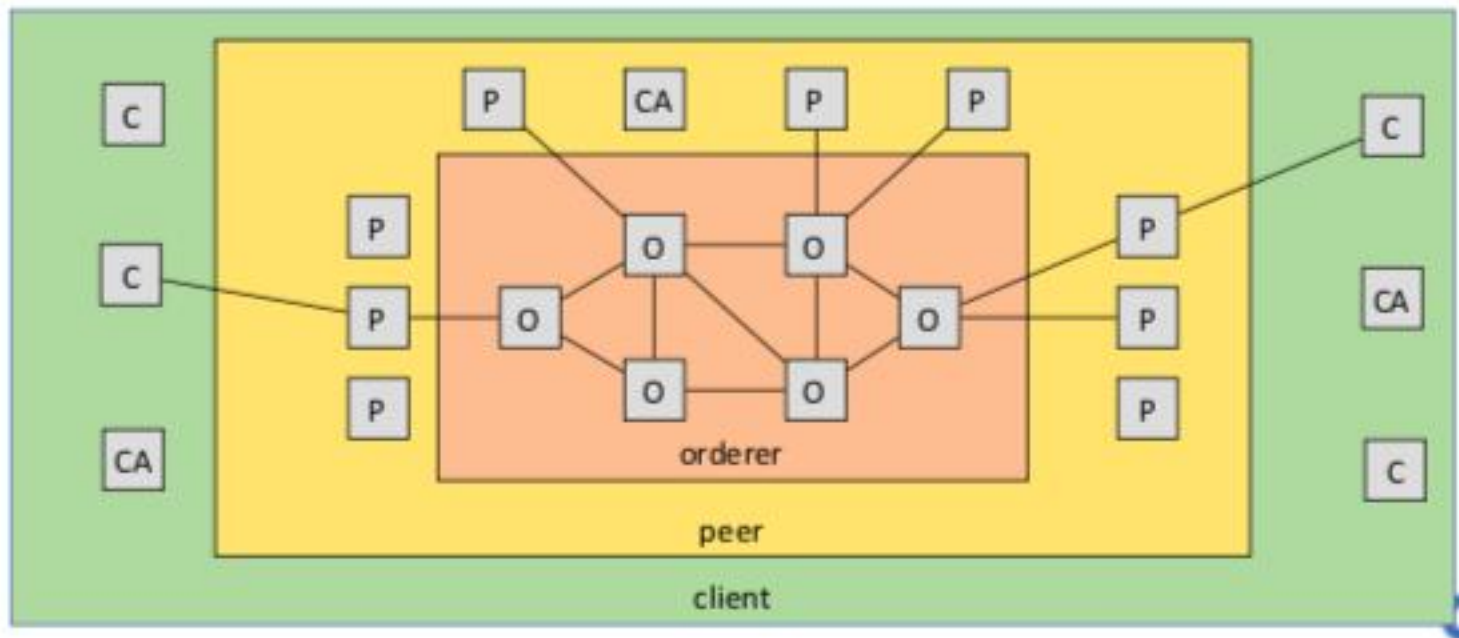 P CA P P
C C
P P
O O
C P O O P CA
P O O P
orderer
CA C
peer
client